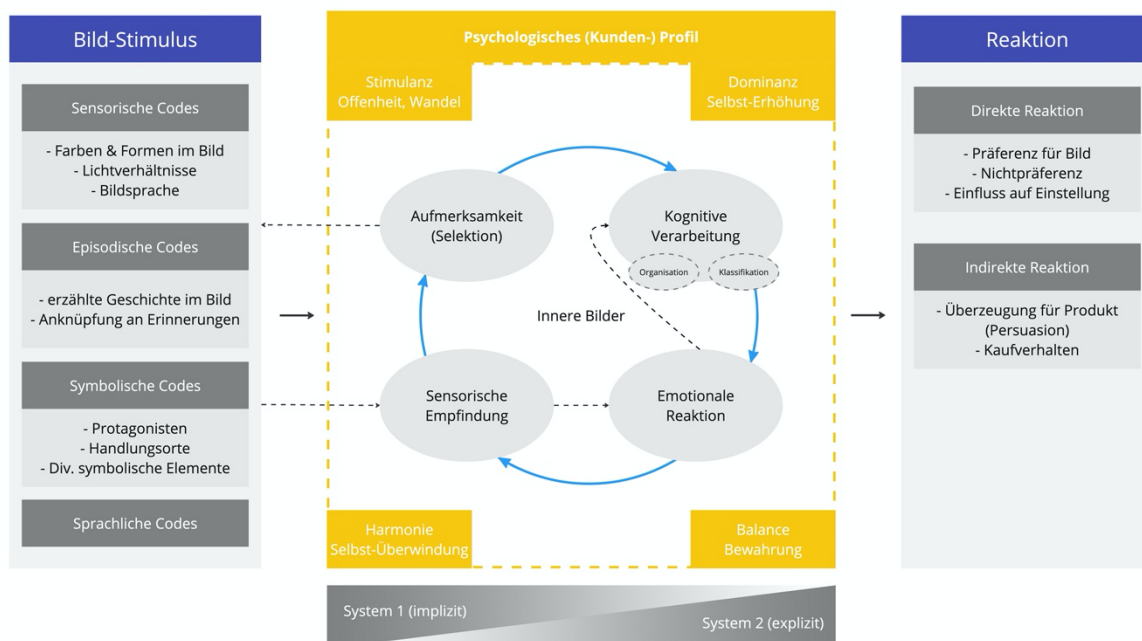 Bild-Stimulus
Sensorische Codes
- Farben & Formen im Bild
- Lichtverhältnisse
- Bildsprache
Episodische Codes
- erzählte Geschichte im Bild
- Anknüpfung an Erinnerungen
Symbolische Codes
- Protagonisten
- Handlungsorte
- Div. symbolische Elemente
Sprachliche Codes
Psychologisches (Kunden-) Profil
Stimulanz
Offenheit, Wandel
Dominanz
Selbst-Erhöhung
Aufmerksamkeit
(Selektion)
Kognitive
Verarbeitung
Organisation
Klassifikation
Innere Bilder
Sensorische
Empfindung
Emotionale
Reaktion
Harmonie
Selbst-Überwindung
Balance
Bewahrung
System 1 (implizit)
System 2 (explizit)
Reaktion
Direkte Reaktion
- Präferenz für Bild
- Nichtpräferenz
- Einfluss auf Einstellung
Indirekte Reaktion
- Überzeugung für Produkt
(Persuasion)
- Kaufverhalten